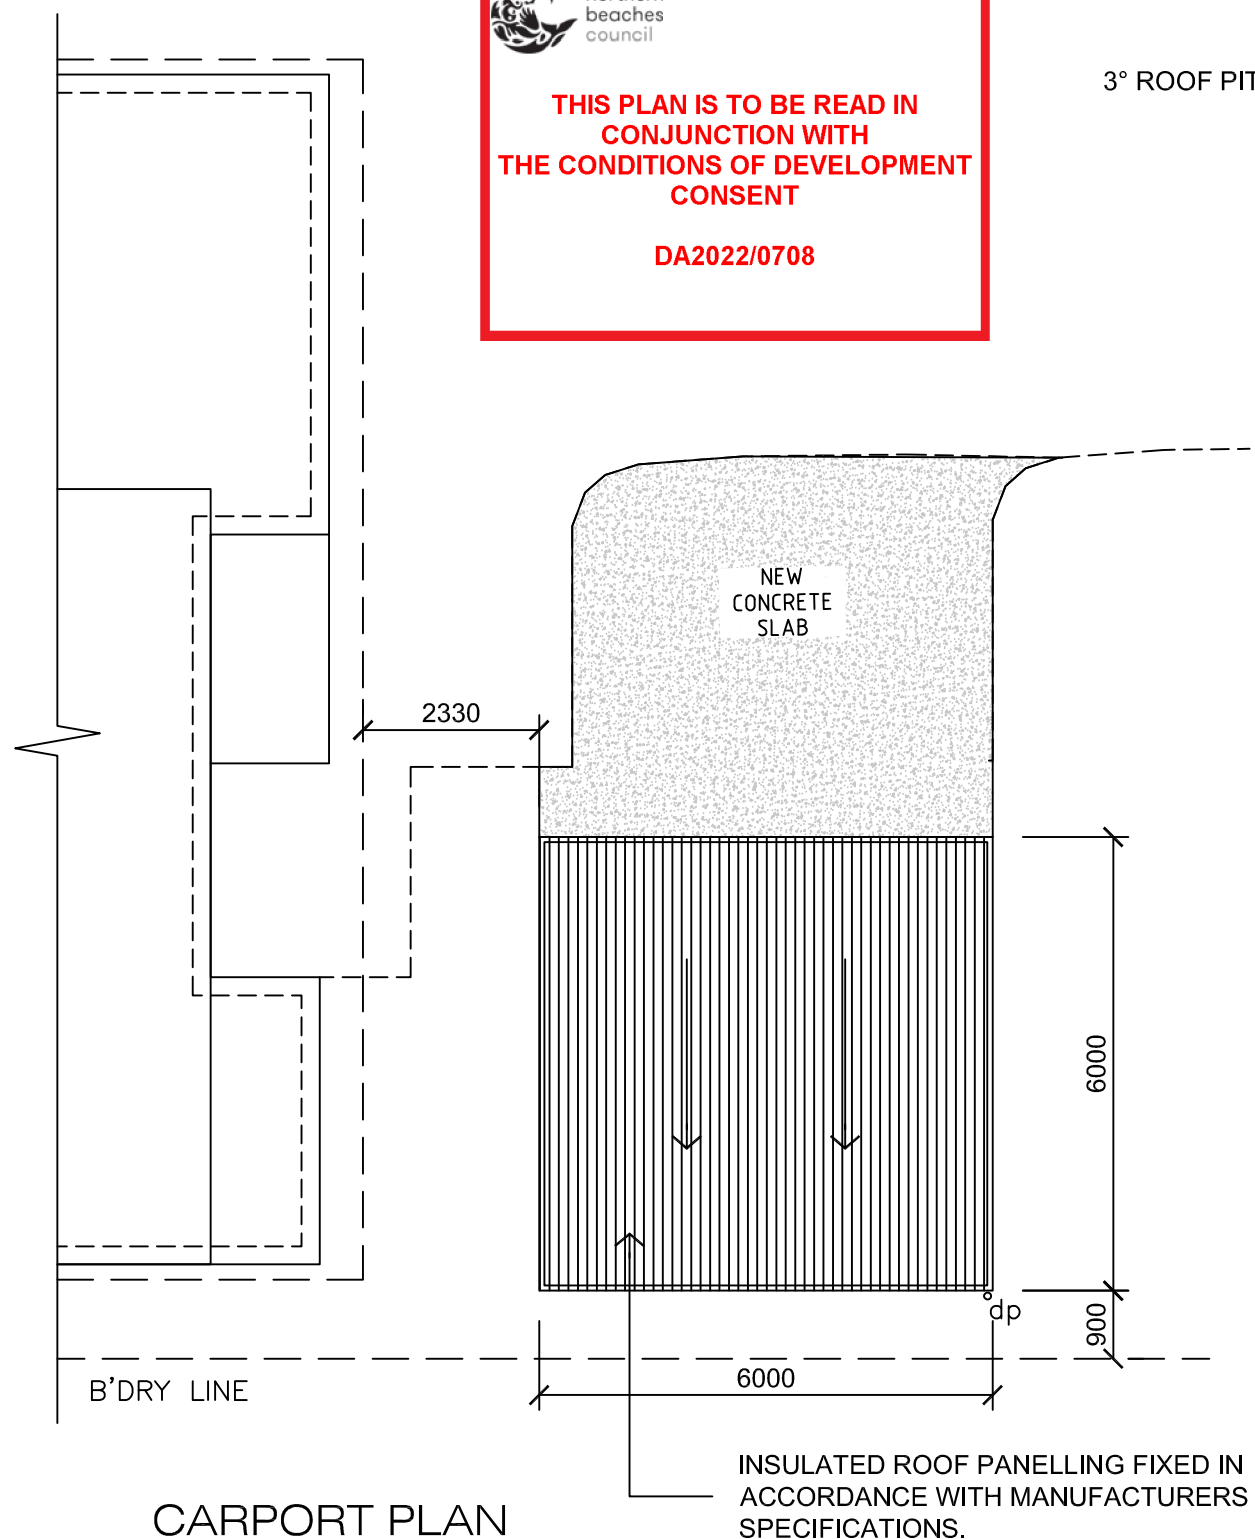 beaches
council
THIS PLAN IS TO BE READ IN
CONJUNCTION WITH
THE CONDITIONS OF DEVELOPMENT
CONSENT
DA2022/0708
3° ROOF PIT
NEW
CONCRETE
SLAB
2330
6000
900
dp
6000
B'DRY LINE
INSULATED ROOF PANELLING FIXED IN
ACCORDANCE WITH MANUFACTURERS
SPECIFICATIONS.
CARPORT PLAN